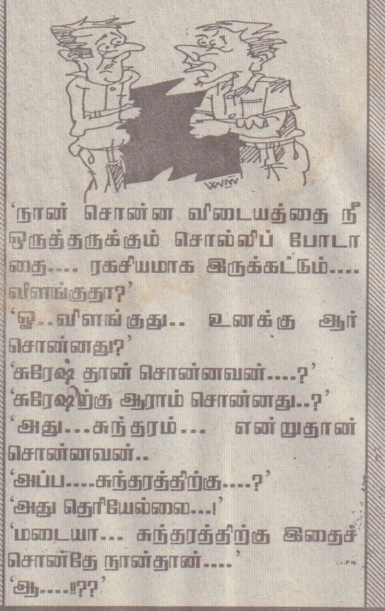 'நான் சொன்ன விடையத்தை நீ
ஒருத்தருக்கும் சொல்லிப் போடா
தை.... ரகசியமாக இருக்கட்டும்....
விளங்குதா?'
'ஓ..விளங்குது.. உனக்கு ஆர்
சொன்னது?'
'சுரேஷ் தான் சொன்னவன்....?'
'சுரேஷிற்கு ஆராம் சொன்னது..?'
'அது...சுந்தரம்... என்றுதான்
சொன்னவன்..
'அப்ப....சுந்தரத்திற்கு....?'
'அது தெரியேல்லை...!'
'மடையா... சுந்தரத்திற்கு இதைச்
சொன்தே நான்தான்....'
'ஆ....!!??'